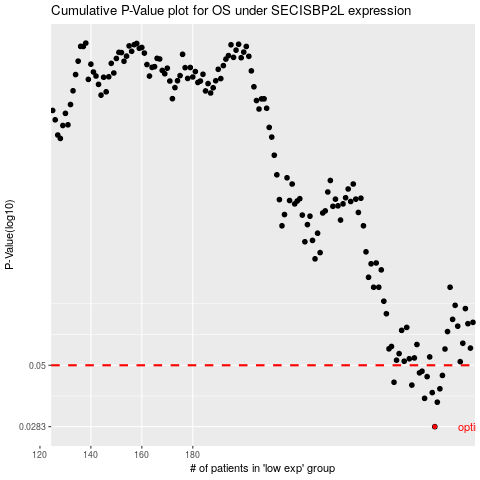 Cumulative P-Value plot for OS under SECISBP2L expression
P-Value(log10)
0.05
0.0283
opti
120 140 160 180
# of patients in 'low exp' group